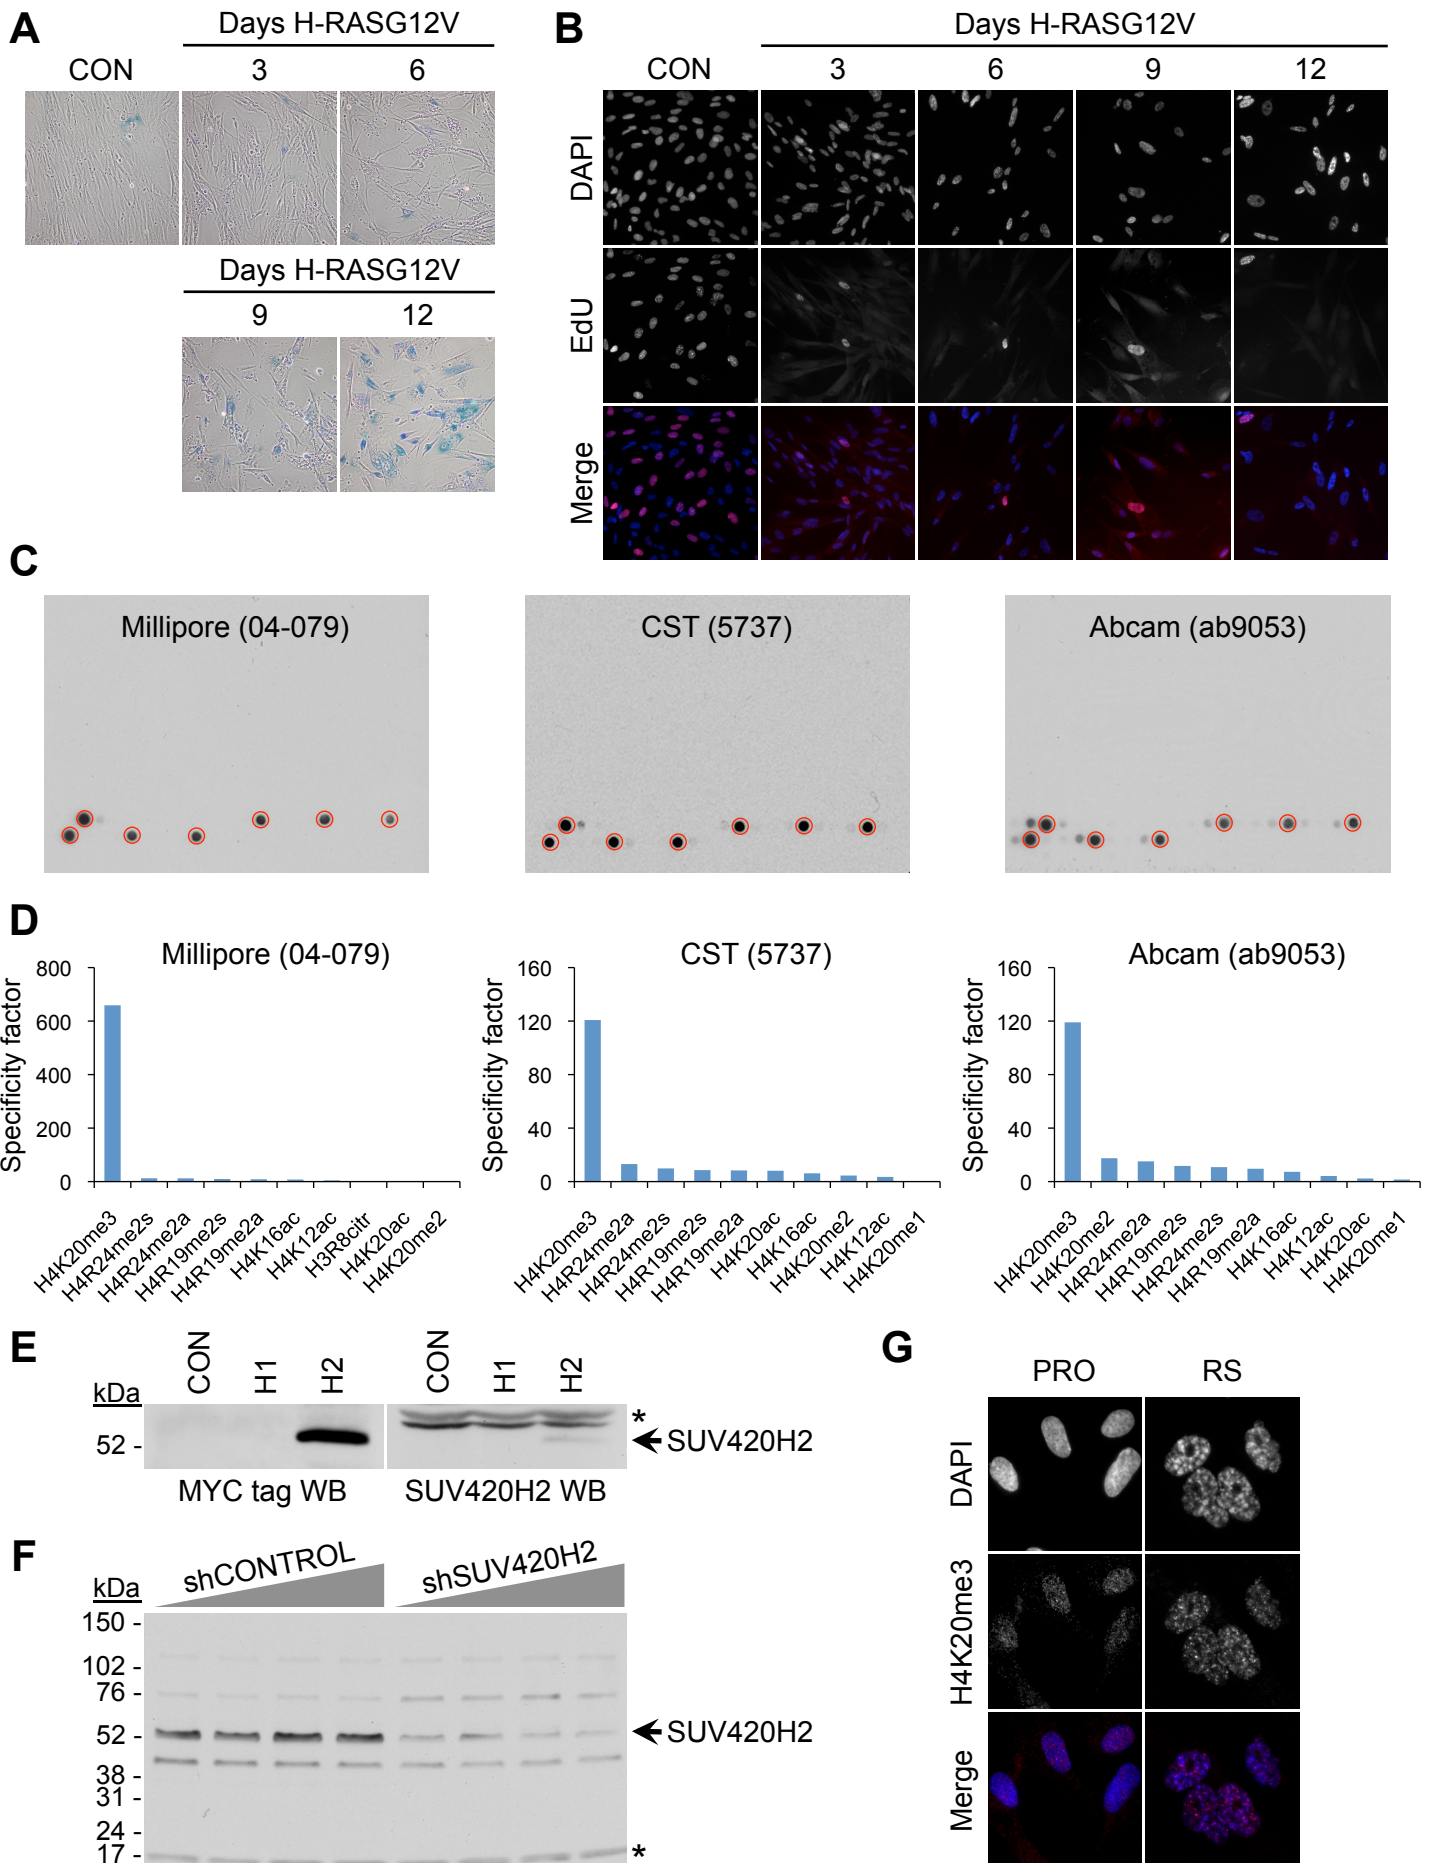 A
Days H-RASG12V
CON
3
6
Days H-RASG12V
9
12
B
Days H-RASG12V
CON
3
6
9
12
DAPI
EdU
Merge
C
Millipore (04-079)
CST (5737)
Abcam (ab9053)
D
Millipore (04-079)
Specificity factor
800
600
400
200
0
H4K20me3
H4R24me2s
H4R24me2a
H4R19me2s
H4R19me2a
H4K16ac
H4K12ac
H3R8citr
H4K20ac
H4K20me2
CST (5737)
Specificity factor
160
120
80
40
0
H4K20me3
H4R24me2a
H4R24me2s
H4R19me2s
H4R19me2a
H4K20ac
H4K16ac
H4K20me2
H4K12ac
H4K20me1
Abcam (ab9053)
Specificity factor
160
120
80
40
0
H4K20me3
H4K20me2
H4R24me2a
H4R19me2s
H4R24me2s
H4R19me2a
H4K16ac
H4K12ac
H4K20ac
H4K20me1
E
CON
H1
H2
CON
H1
H2
kDa
52 -
*
SUV420H2
MYC tag WB
SUV420H2 WB
F
shCONTROL
shSUV420H2
kDa
150 -
102 -
76 -
52 -
38 -
31 -
24 -
17 -
SUV420H2
*
G
PRO
RS
DAPI
H4K20me3
Merge